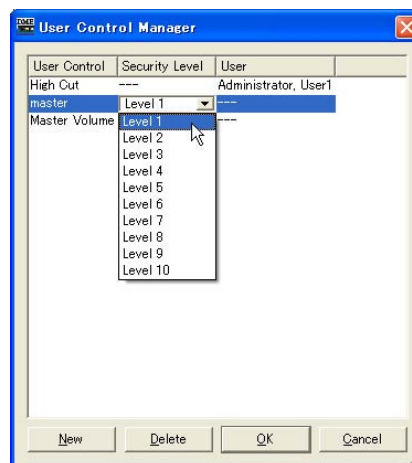 DME User Control Manager
User Control Security Level User
High Cut --- Administrator, User1
master Level 1 ---
Master Volume Level 1 ---
Level 2
Level 3
Level 4
Level 5
Level 6
Level 7
Level 8
Level 9
Level 10
New Delete OK Cancel